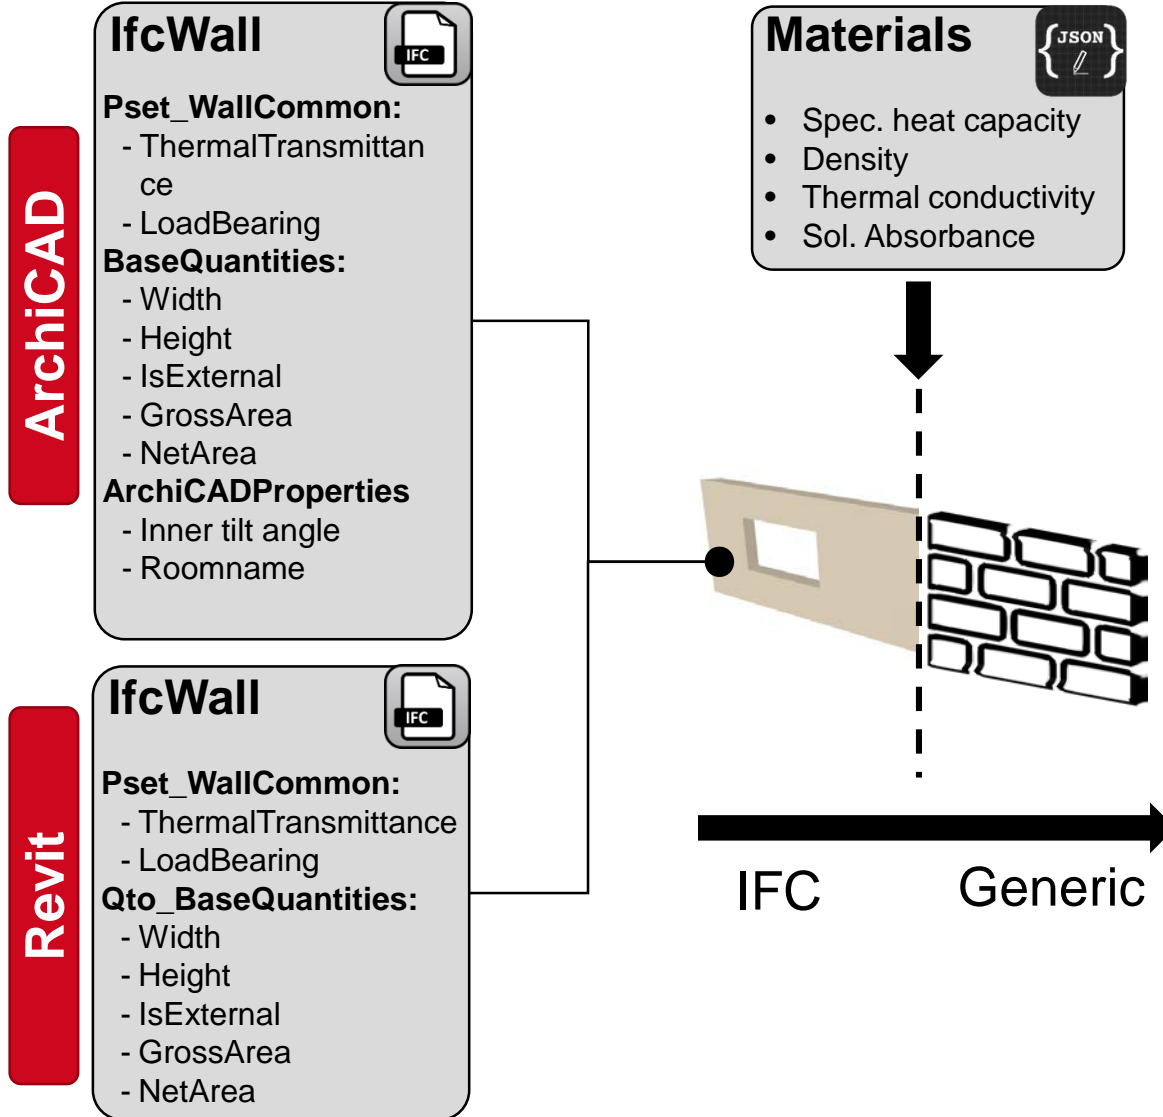 ArchiCAD
IfcWall
IFC
Pset_WallCommon:
- ThermalTransmittan
ce
- LoadBearing
BaseQuantities:
- Width
- Height
- IsExternal
- GrossArea
- NetArea
ArchiCADProperties
- Inner tilt angle
- Roomname
Revit
IfcWall
IFC
Pset_WallCommon:
- ThermalTransmittance
- LoadBearing
Qto_BaseQuantities:
- Width
- Height
- IsExternal
- GrossArea
- NetArea
Materials
{JSON}
• Spec. heat capacity
• Density
• Thermal conductivity
• Sol. Absorbance
IFC
Generic